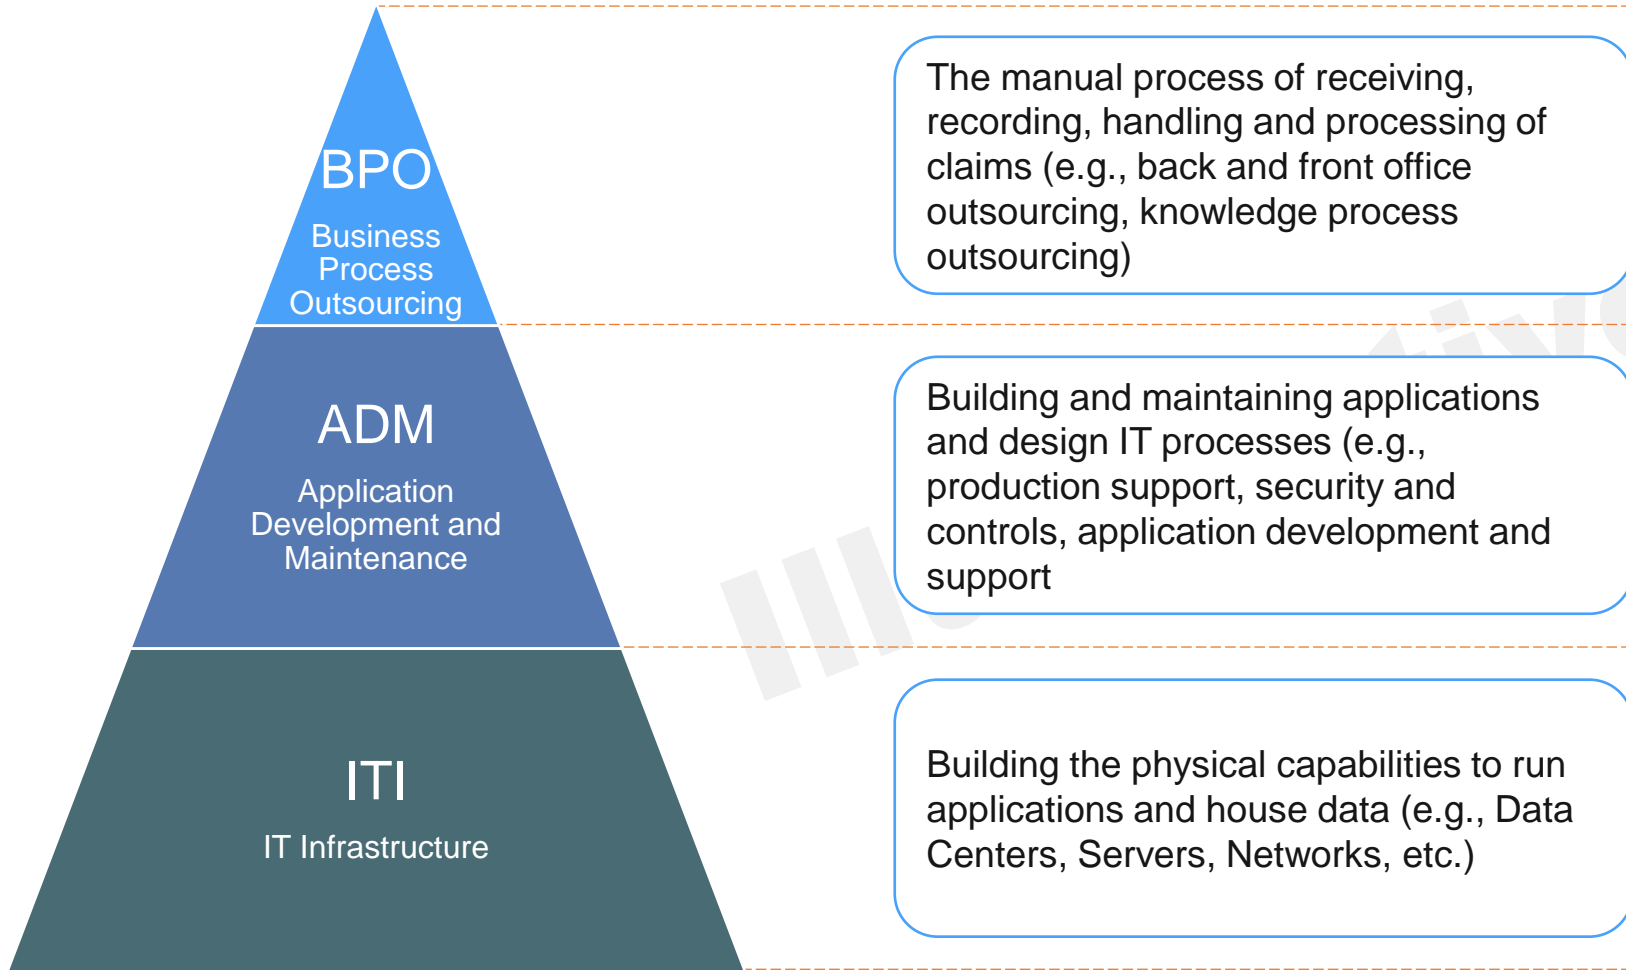 BPO
Business
Process
Outsourcing
The manual process of receiving,
recording, handling and processing of
claims (e.g., back and front office
outsourcing, knowledge process
outsourcing)
ADM
Application
Development and
Maintenance
Building and maintaining applications
and design IT processes (e.g.,
production support, security and
controls, application development and
support
ITI
IT Infrastructure
Building the physical capabilities to run
applications and house data (e.g., Data
Centers, Servers, Networks, etc.)